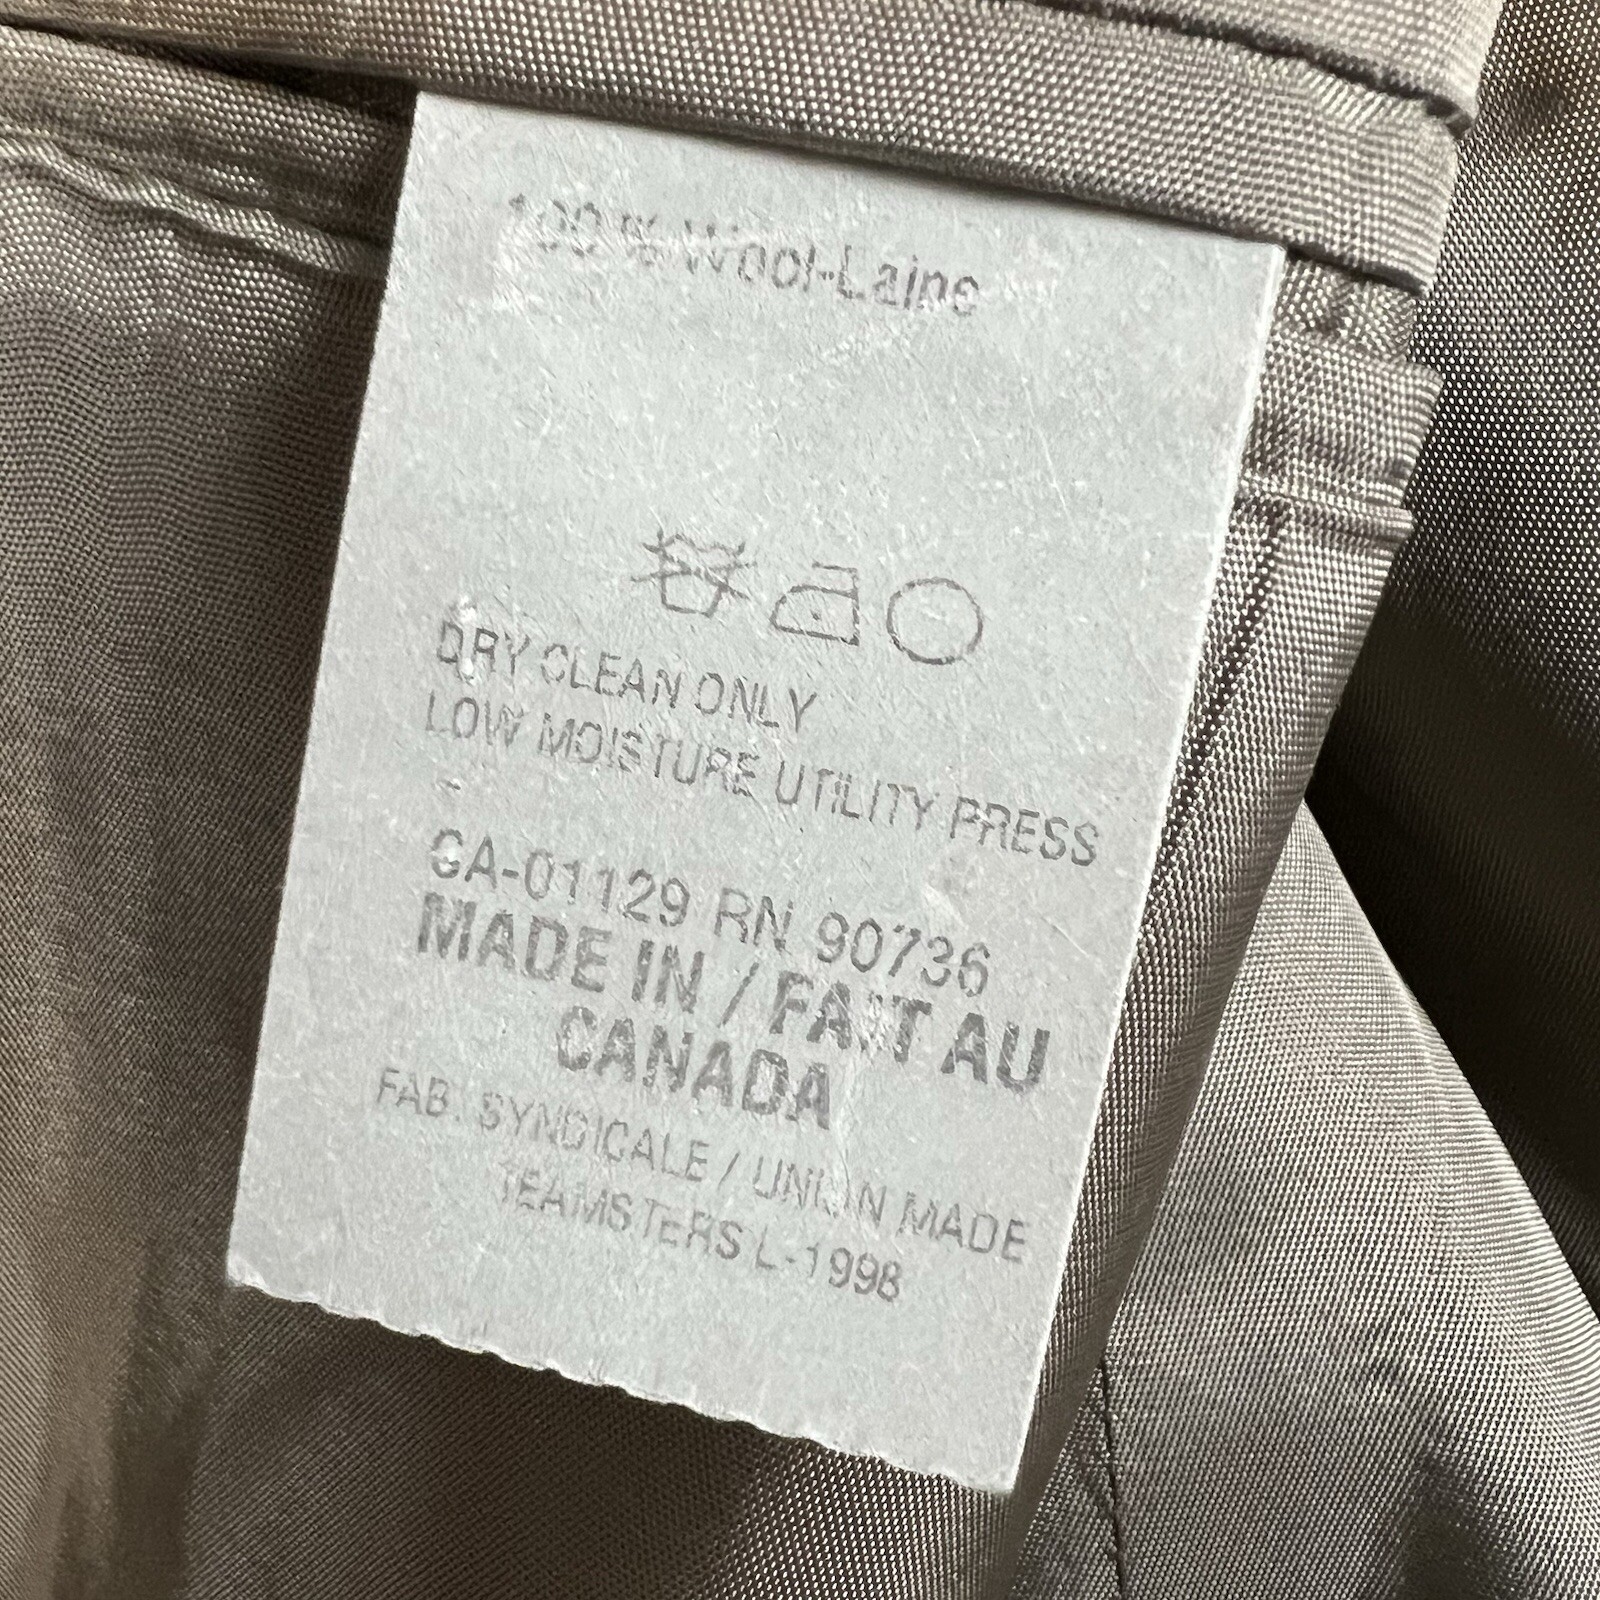 100 % Wool-Laine
DRY CLEAN ONLY
LOW MOISTURE UTILITY PRESS
-
CA-01129 RN 90736
MADE IN / FAIT AU
CANADA
FAB. SYNDICALE / UNION MADE
TEAMSTERS L-1998